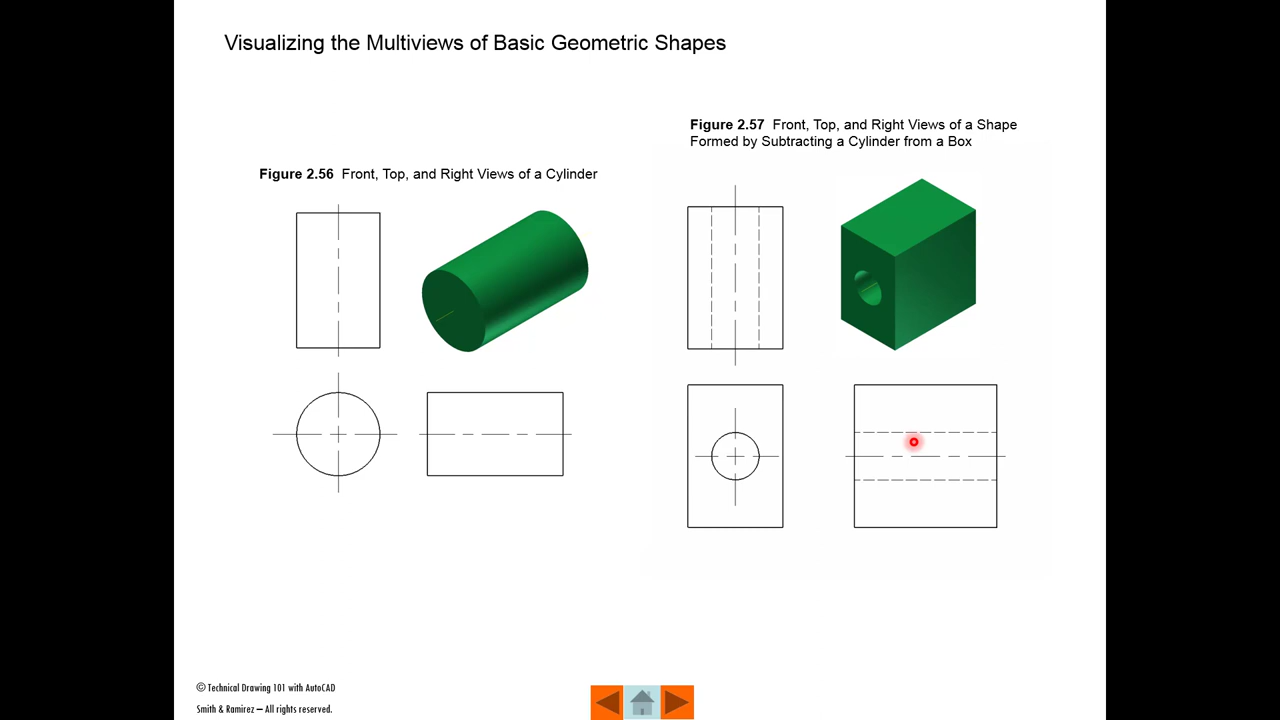 Visualizing the Multiviews of Basic Geometric Shapes
Figure 2.56 Front, Top, and Right Views of a Cylinder
Figure 2.57 Front, Top, and Right Views of a Shape
Formed by Subtracting a Cylinder from a Box
© Technical Drawing 101 with AutoCAD
Smith & Ramirez – All rights reserved.